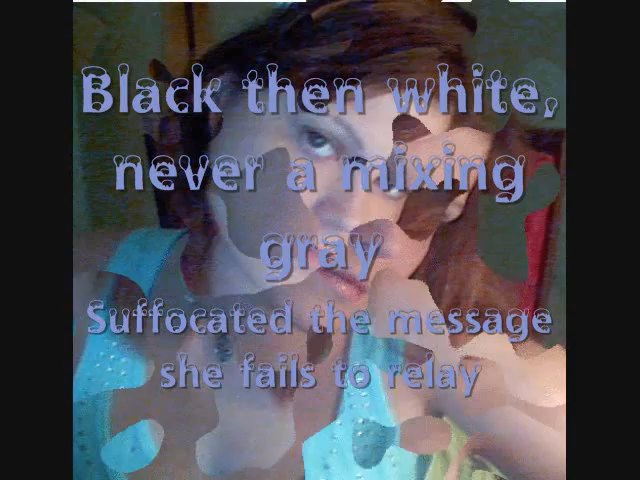 Black then white,
never a mixing
gray
Suffocated the message
she fails to relay